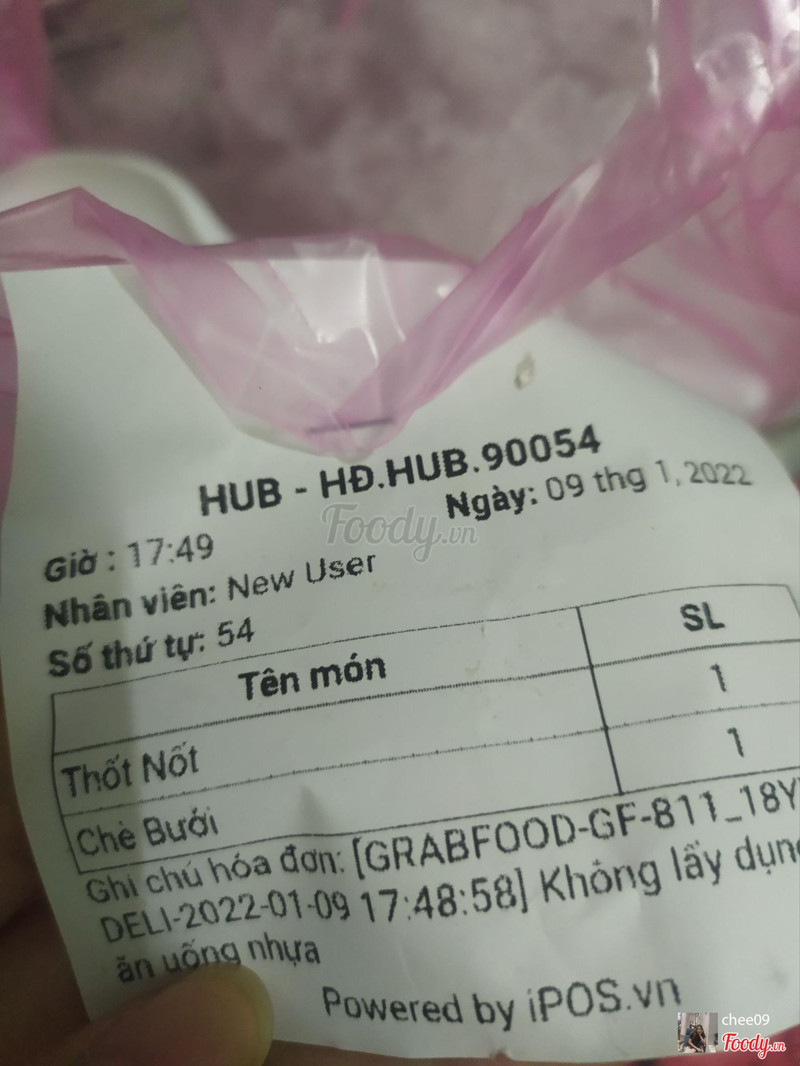 HUB - HĐ.HUB.90054
Ngày: 09 thg 1, 2022
Giờ : 17:49
Nhân viên: New User
Số thứ tự: 54
Tên món SL
Thốt Nốt 1
Chè Bưởi 1
Ghi chú hóa đơn: [GRABFOOD-GF-811_18Y
DELI-2022-01-09 17:48:58] Không lấy dụn
ăn uống nhựa
Powered by iPOS.vn
Foody.vn
chee09
Foody.vn